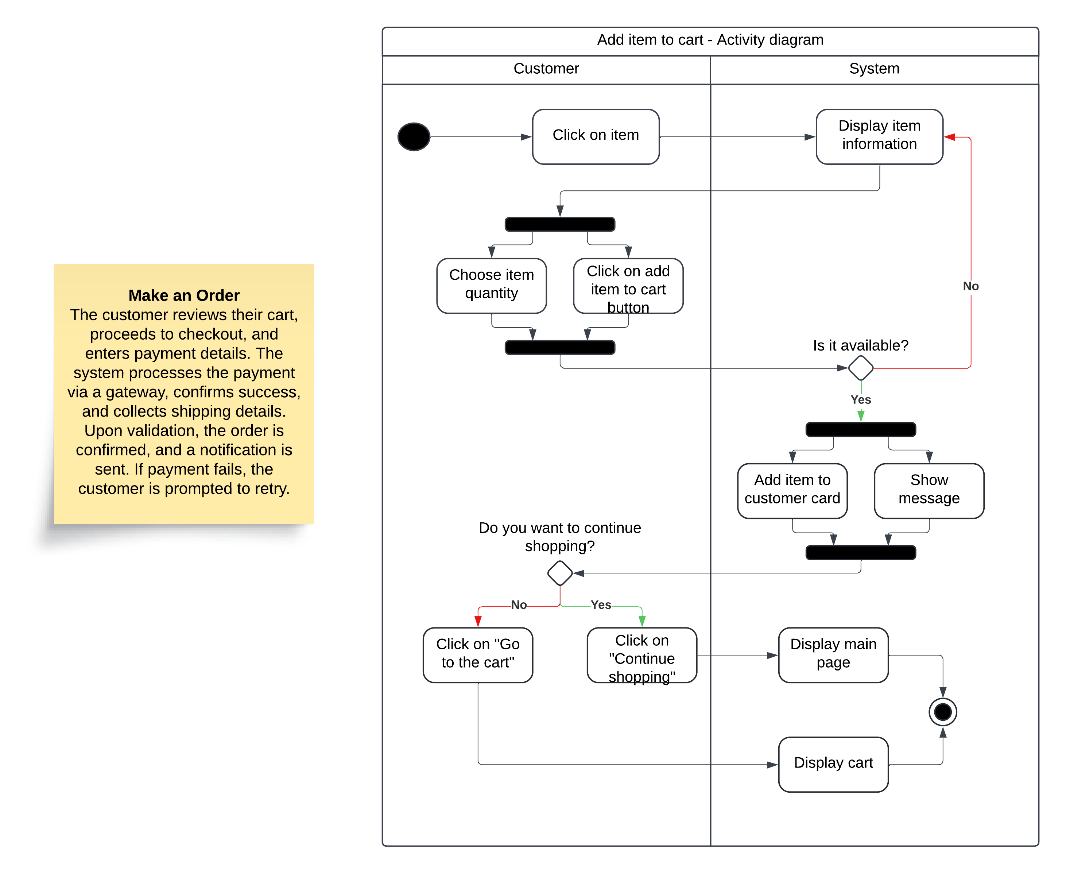 Add item to cart - Activity diagram
Customer
System
Click on item
Display item
information
Choose item
quantity
Click on add
item to cart
button
No
Is it available?
Yes
Add item to
customer card
Show
message
Do you want to continue
shopping?
No
Yes
Click on "Go
to the cart"
Click on
"Continue
shopping"
Display main
page
Display cart
Make an Order
The customer reviews their cart,
proceeds to checkout, and
enters payment details. The
system processes the payment
via a gateway, confirms success,
and collects shipping details.
Upon validation, the order is
confirmed, and a notification is
sent. If payment fails, the
customer is prompted to retry.